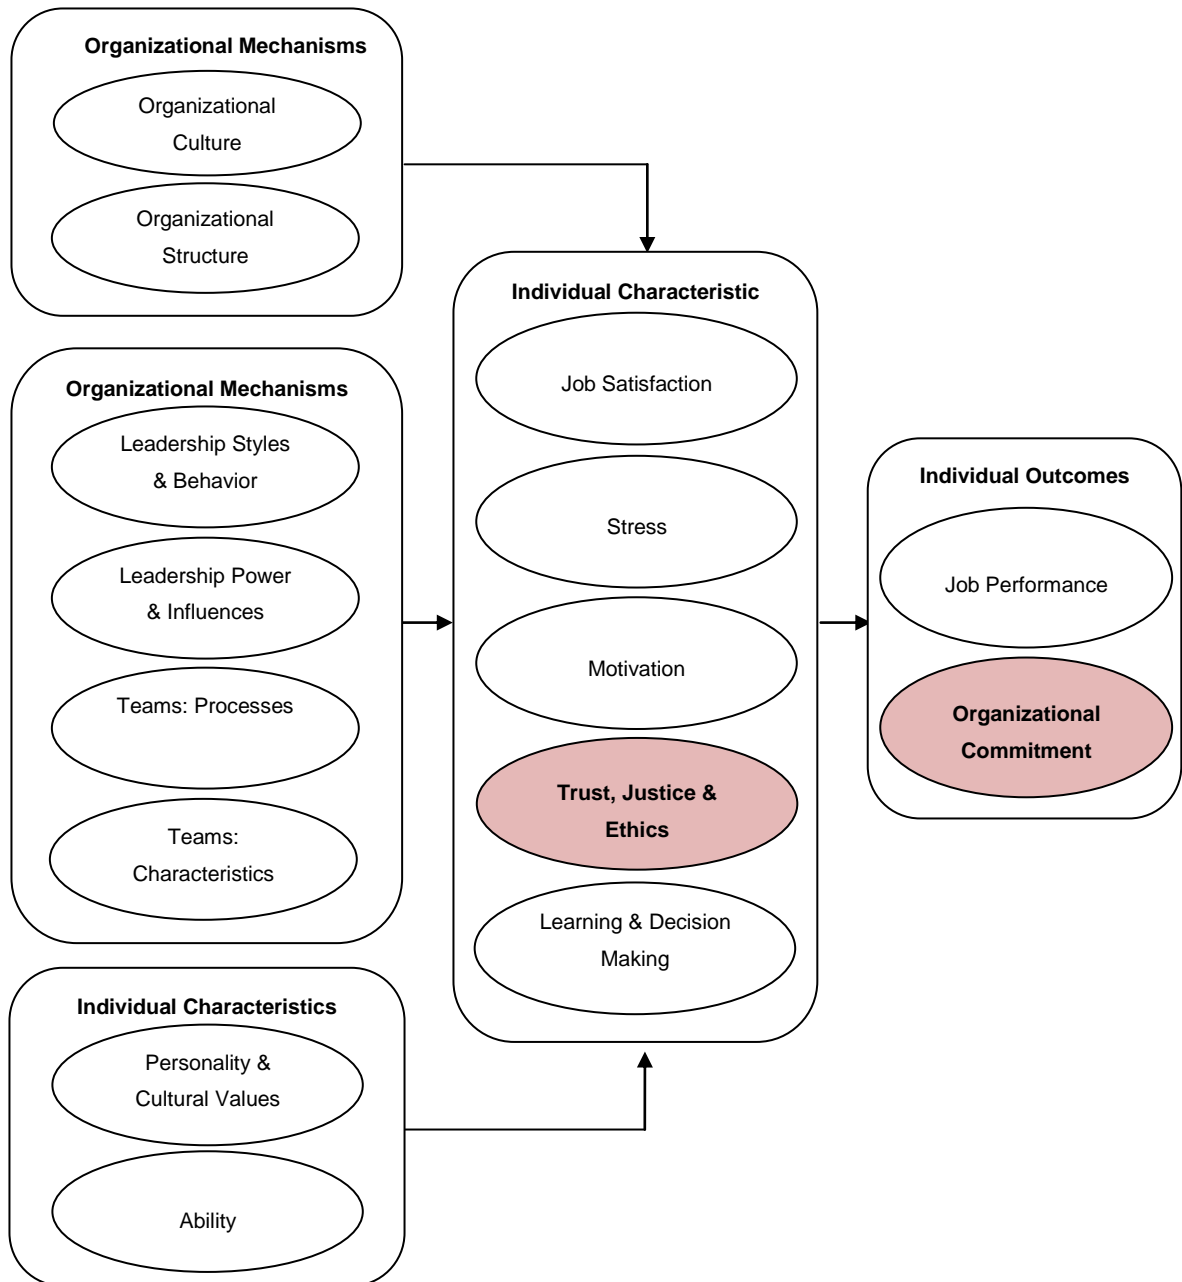 Organizational Mechanisms
Organizational
Culture
Organizational
Structure
Organizational Mechanisms
Leadership Styles
& Behavior
Leadership Power
& Influences
Teams: Processes
Teams:
Characteristics
Individual Characteristics
Personality &
Cultural Values
Ability
Individual Characteristic
Job Satisfaction
Stress
Motivation
Trust, Justice &
Ethics
Learning & Decision
Making
Individual Outcomes
Job Performance
Organizational
Commitment